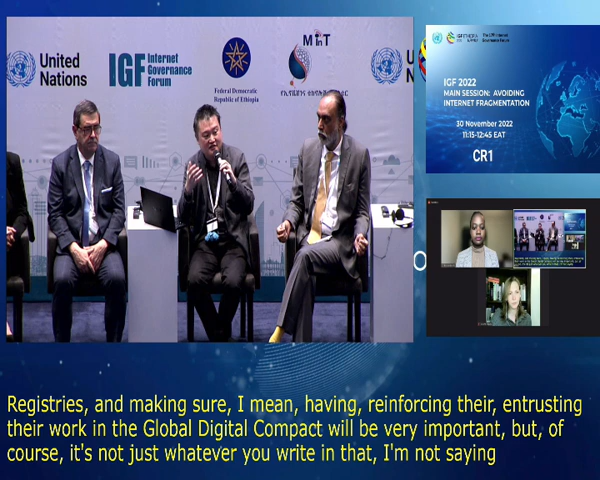 United
Nations
IGF Internet
Governance
Forum
Federal Democratic
Republic of Ethiopia
MInT
IGF 2022
MAIN SESSION: AVOIDING
INTERNET FRAGMENTATION
30 November 2022
11:15-12:45 EAT
CR1
Registries, and making sure, I mean, having, reinforcing their, entrusting
their work in the Global Digital Compact will be very important, but, of
course, it's not just whatever you write in that, I'm not saying